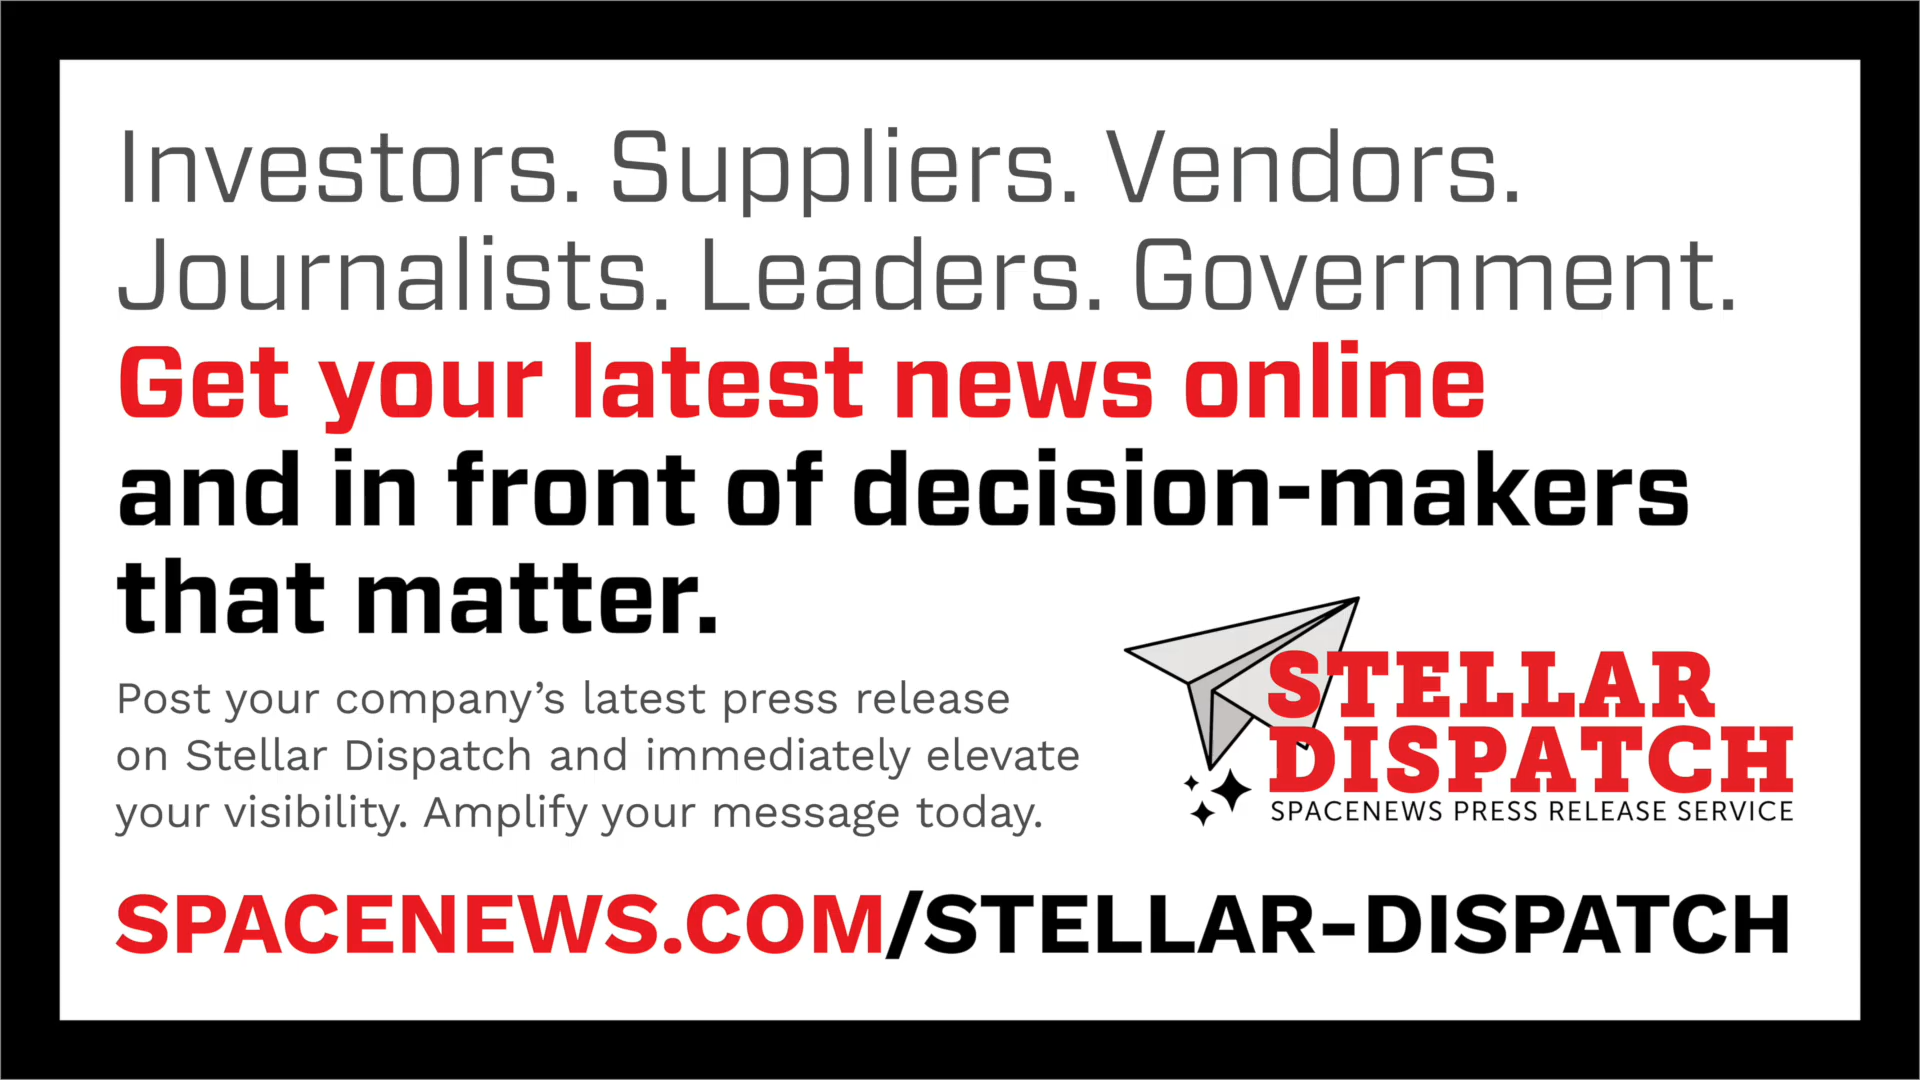 Investors. Suppliers. Vendors.
Journalists. Leaders. Government.
Get your latest news online
and in front of decision-makers
that matter.
Post your company’s latest press release
on Stellar Dispatch and immediately elevate
your visibility. Amplify your message today.
STELLAR
DISPATCH
SPACENEWS PRESS RELEASE SERVICE
SPACENEWS.COM/STELLAR-DISPATCH